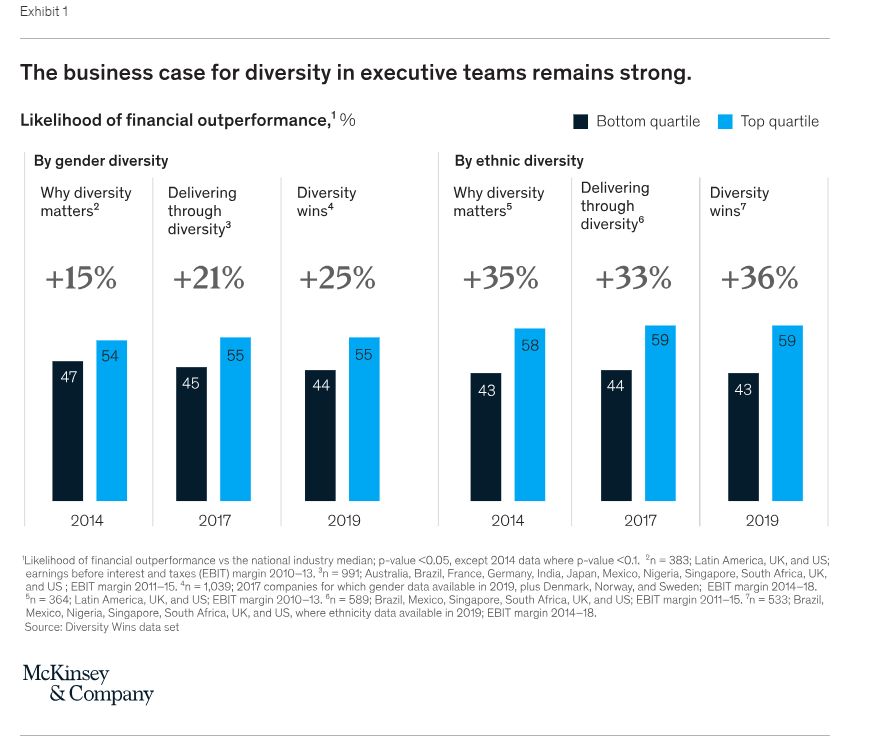 Exhibit 1
The business case for diversity in executive teams remains strong.
Likelihood of financial outperformance,¹ %
Bottom quartile
Top quartile
By gender diversity
Why diversity
matters²
+15%
47
54
2014
Delivering
through
diversity³
+21%
45
55
2017
Diversity
wins⁴
+25%
44
55
2019
By ethnic diversity
Why diversity
matters⁵
+35%
43
58
2014
Delivering
through
diversity⁶
+33%
44
59
2017
Diversity
wins⁷
+36%
43
59
2019
¹Likelihood of financial outperformance vs the national industry median; p-value <0.05, except 2014 data where p-value <0.1. ²n = 383; Latin America, UK, and US;
earnings before interest and taxes (EBIT) margin 2010–13. ³n = 991; Australia, Brazil, France, Germany, India, Japan, Mexico, Nigeria, Singapore, South Africa, UK,
and US ; EBIT margin 2011–15. ⁴n = 1,039; 2017 companies for which gender data available in 2019, plus Denmark, Norway, and Sweden; EBIT margin 2014–18.
⁵n = 364; Latin America, UK, and US; EBIT margin 2010–13. ⁶n = 589; Brazil, Mexico, Singapore, South Africa, UK, and US; EBIT margin 2011–15. ⁷n = 533; Brazil,
Mexico, Nigeria, Singapore, South Africa, UK, and US, where ethnicity data available in 2019; EBIT margin 2014–18.
Source: Diversity Wins data set
McKinsey
& Company